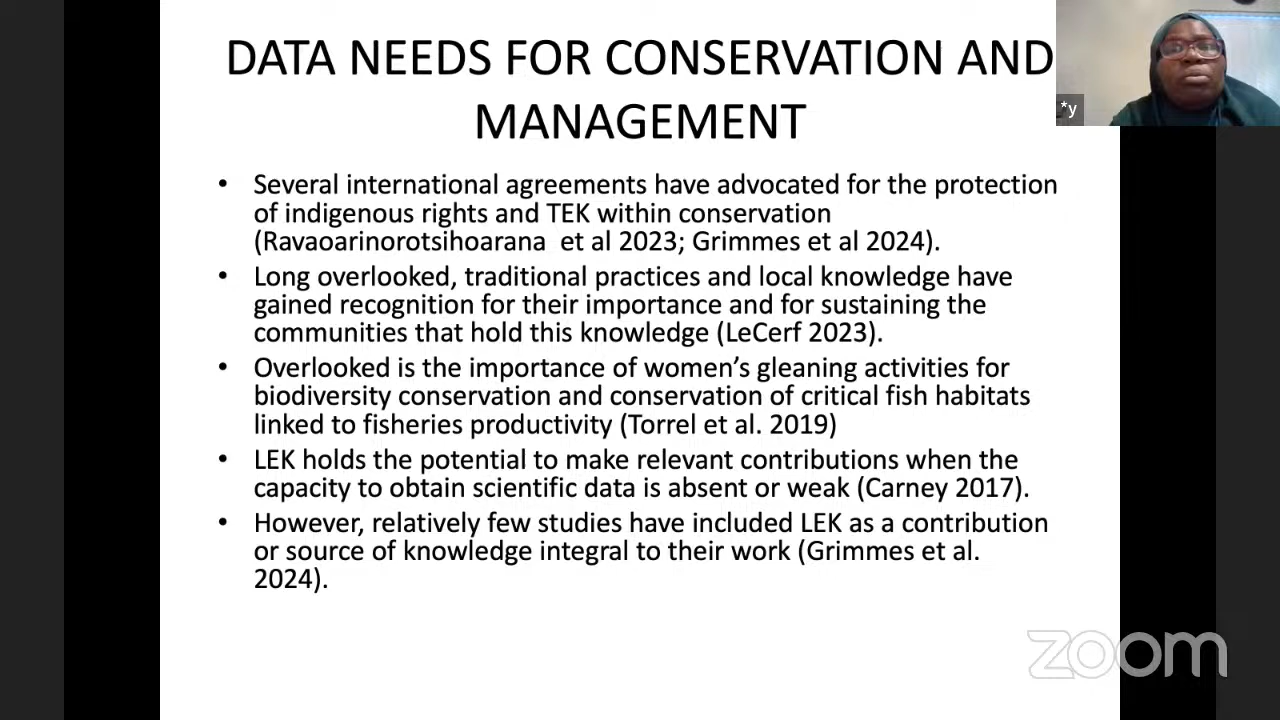 DATA NEEDS FOR CONSERVATION AND
MANAGEMENT
*y
• Several international agreements have advocated for the protection
of indigenous rights and TEK within conservation
(Ravaoarinorotsihoarana et al 2023; Grimmes et al 2024).
• Long overlooked, traditional practices and local knowledge have
gained recognition for their importance and for sustaining the
communities that hold this knowledge (LeCerf 2023).
• Overlooked is the importance of women’s gleaning activities for
biodiversity conservation and conservation of critical fish habitats
linked to fisheries productivity (Torrel et al. 2019)
• LEK holds the potential to make relevant contributions when the
capacity to obtain scientific data is absent or weak (Carney 2017).
• However, relatively few studies have included LEK as a contribution
or source of knowledge integral to their work (Grimmes et al.
2024).
zoom